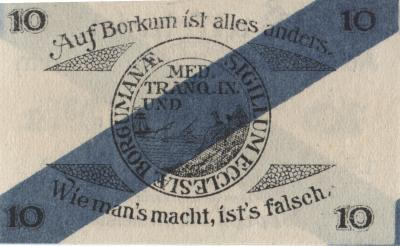 10 10
Auf Borkum ist alles anders.
SIGILLUM ECCLESIÆ BORGUMANÆ
MED.
TRANQ. IN.
UND
Wie man's macht, ist's falsch.
10 10